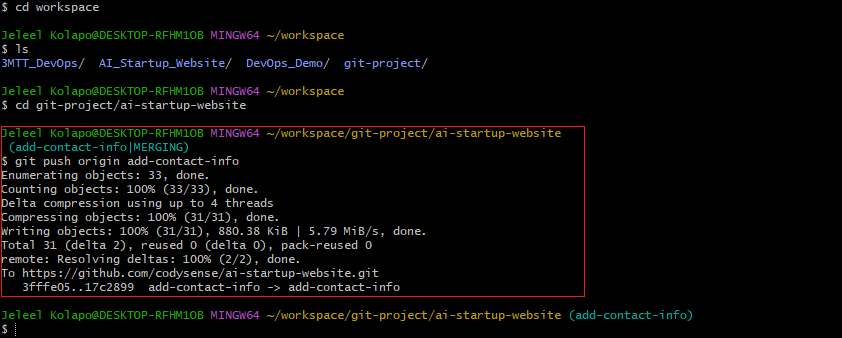 $ cd workspace
Jeleel Kolapo@DESKTOP-RFHM1OB MINGW64 ~/workspace
$ ls
3MTT_DevOps/  AI_Startup_Website/  DevOps_Demo/  git-project/
Jeleel Kolapo@DESKTOP-RFHM1OB MINGW64 ~/workspace
$ cd git-project/ai-startup-website
Jeleel Kolapo@DESKTOP-RFHM1OB MINGW64 ~/workspace/git-project/ai-startup-website
(add-contact-info|MERGING)
$ git push origin add-contact-info
Enumerating objects: 33, done.
Counting objects: 100% (33/33), done.
Delta compression using up to 4 threads
Compressing objects: 100% (31/31), done.
Writing objects: 100% (31/31), 880.38 KiB | 5.79 MiB/s, done.
Total 31 (delta 2), reused 0 (delta 0), pack-reused 0
remote: Resolving deltas: 100% (2/2), done.
To https://github.com/codysense/ai-startup-website.git
   3fffe05..17c2899  add-contact-info -> add-contact-info
Jeleel Kolapo@DESKTOP-RFHM1OB MINGW64 ~/workspace/git-project/ai-startup-website (add-contact-info)
$